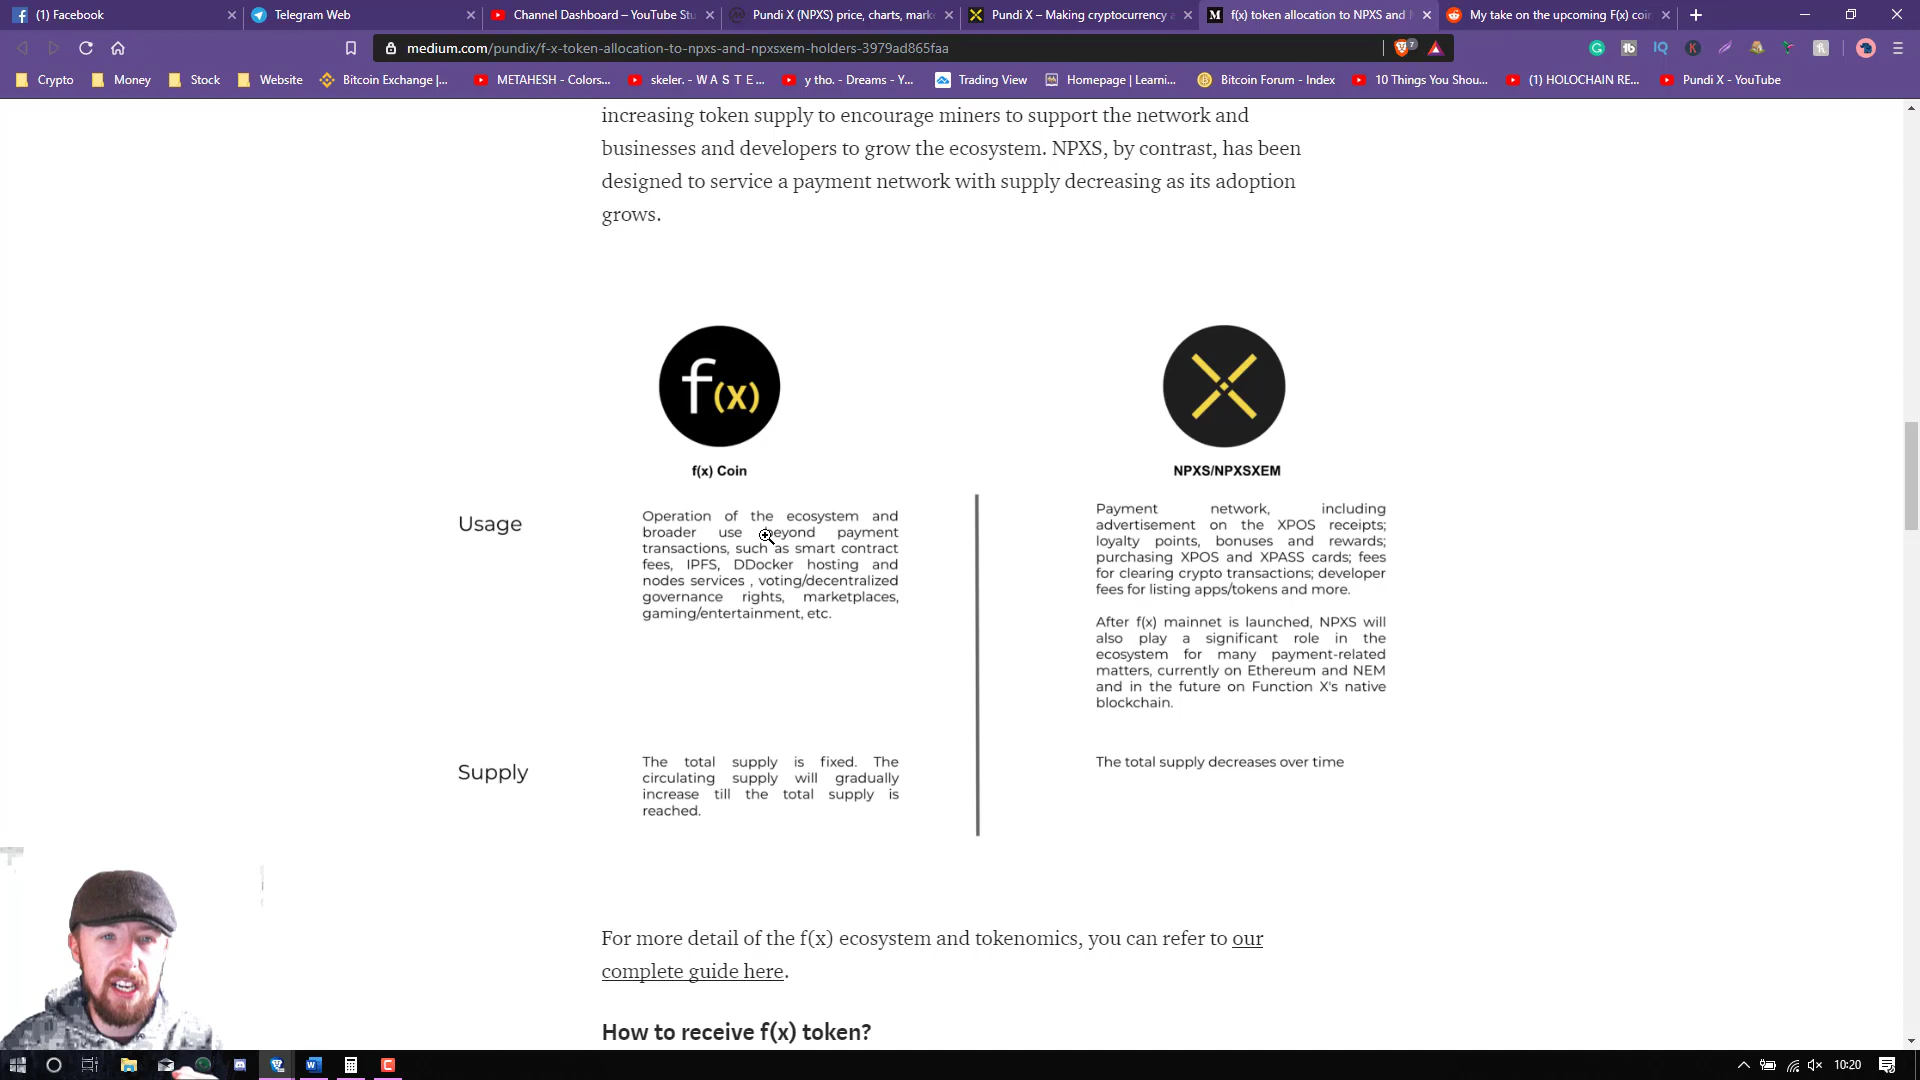 (1) Facebook
Telegram Web
Channel Dashboard – YouTube Stu
Pundi X (NPXS) price, charts, mark
Pundi X – Making cryptocurrency a
f(x) token allocation to NPXS and N
My take on the upcoming F(x) coin
medium.com/pundix/f-x-token-allocation-to-npxs-and-npxsxem-holders-3979ad865faa
7
Crypto
Money
Stock
Website
Bitcoin Exchange |...
METAHESH - Colors...
skeler. - W A S T E ...
y tho. - Dreams - Y...
Trading View
Homepage | Learni...
Bitcoin Forum - Index
10 Things You Shou...
(1) HOLOCHAIN RE...
Pundi X - YouTube
increasing token supply to encourage miners to support the network and
businesses and developers to grow the ecosystem. NPXS, by contrast, has been
designed to service a payment network with supply decreasing as its adoption
grows.
f(x)
f(x) Coin
NPXS/NPXSXEM
Usage
Operation of the ecosystem and
broader use beyond payment
transactions, such as smart contract
fees, IPFS, DDocker hosting and
nodes services , voting/decentralized
governance rights, marketplaces,
gaming/entertainment, etc.
Payment network, including
advertisement on the XPOS receipts;
loyalty points, bonuses and rewards;
purchasing XPOS and XPASS cards; fees
for clearing crypto transactions; developer
fees for listing apps/tokens and more.
After f(x) mainnet is launched, NPXS will
also play a significant role in the
ecosystem for many payment-related
matters, currently on Ethereum and NEM
and in the future on Function X's native
blockchain.
Supply
The total supply is fixed. The
circulating supply will gradually
increase till the total supply is
reached.
The total supply decreases over time
For more detail of the f(x) ecosystem and tokenomics, you can refer to our
complete guide here.
How to receive f(x) token?
10:20